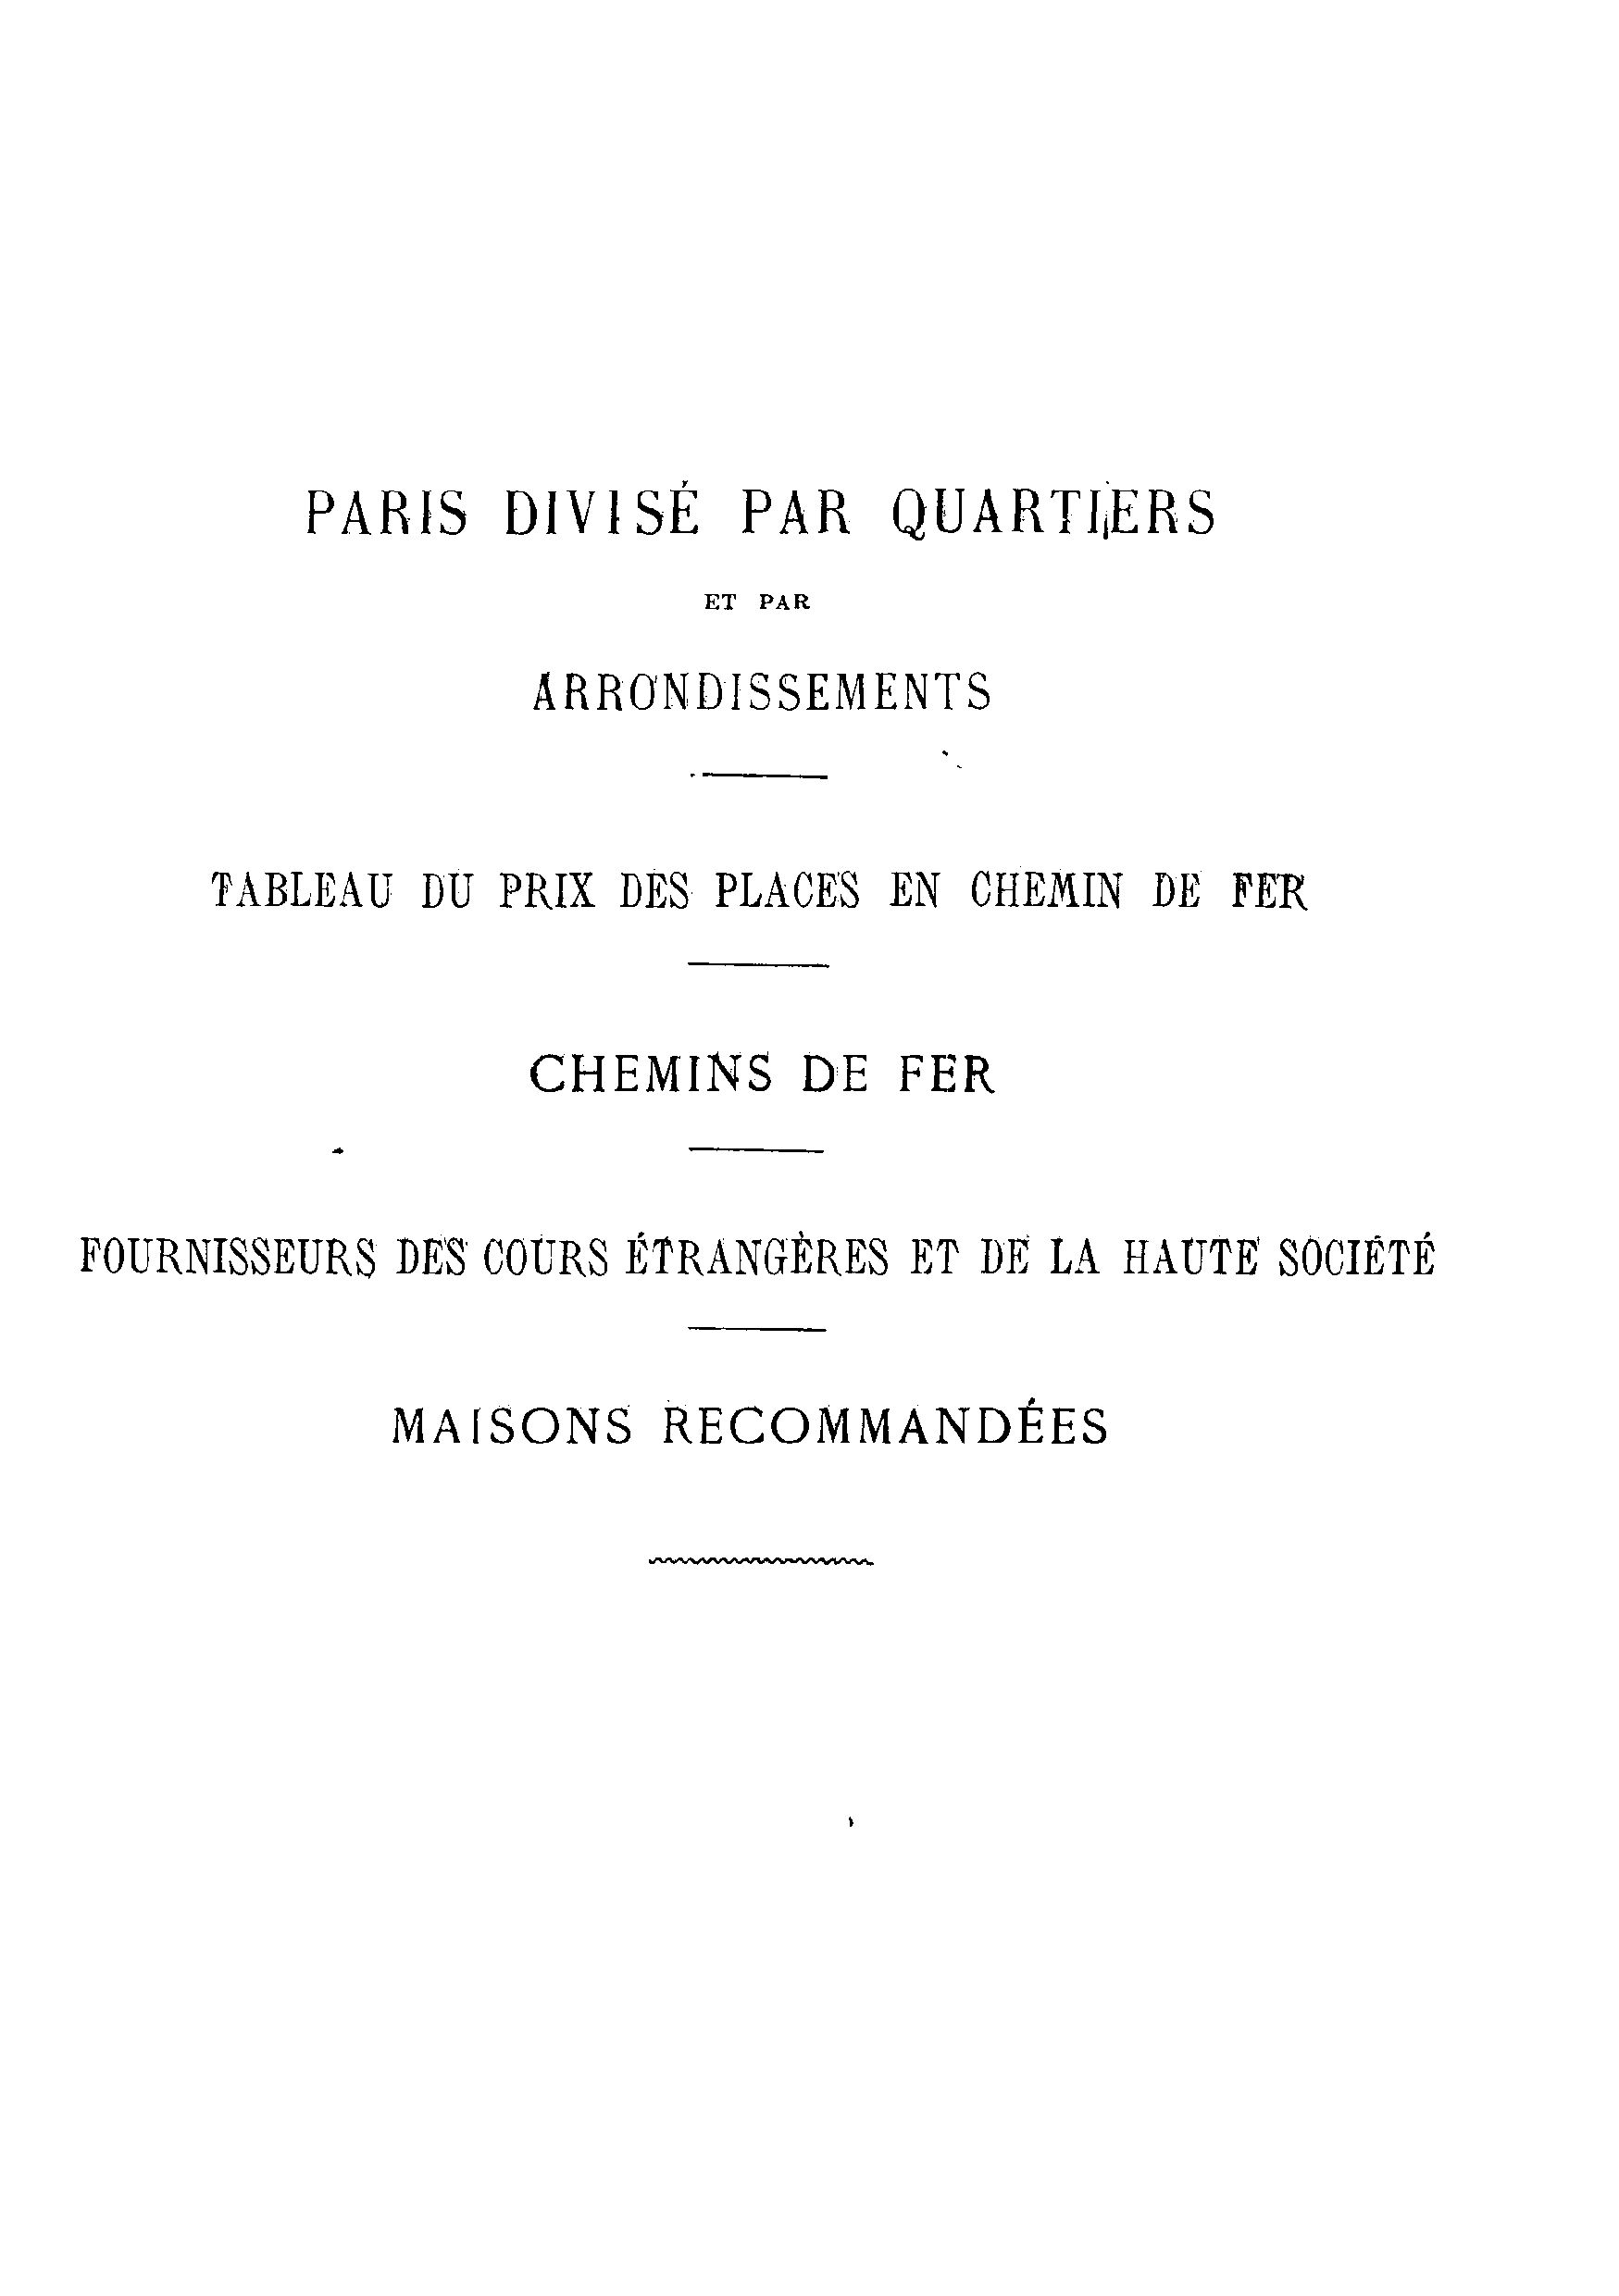 PARIS DIVISÉ PAR QUARTIERS
ET PAR
ARRONDISSEMENTS
TABLEAU DU PRIX DES PLACES EN CHEMIN DE FER
CHEMINS DE FER
FOURNISSEURS DES COURS ÉTRANGÈRES ET DE LA HAUTE SOCIÉTÉ
MAISONS RECOMMANDÉES